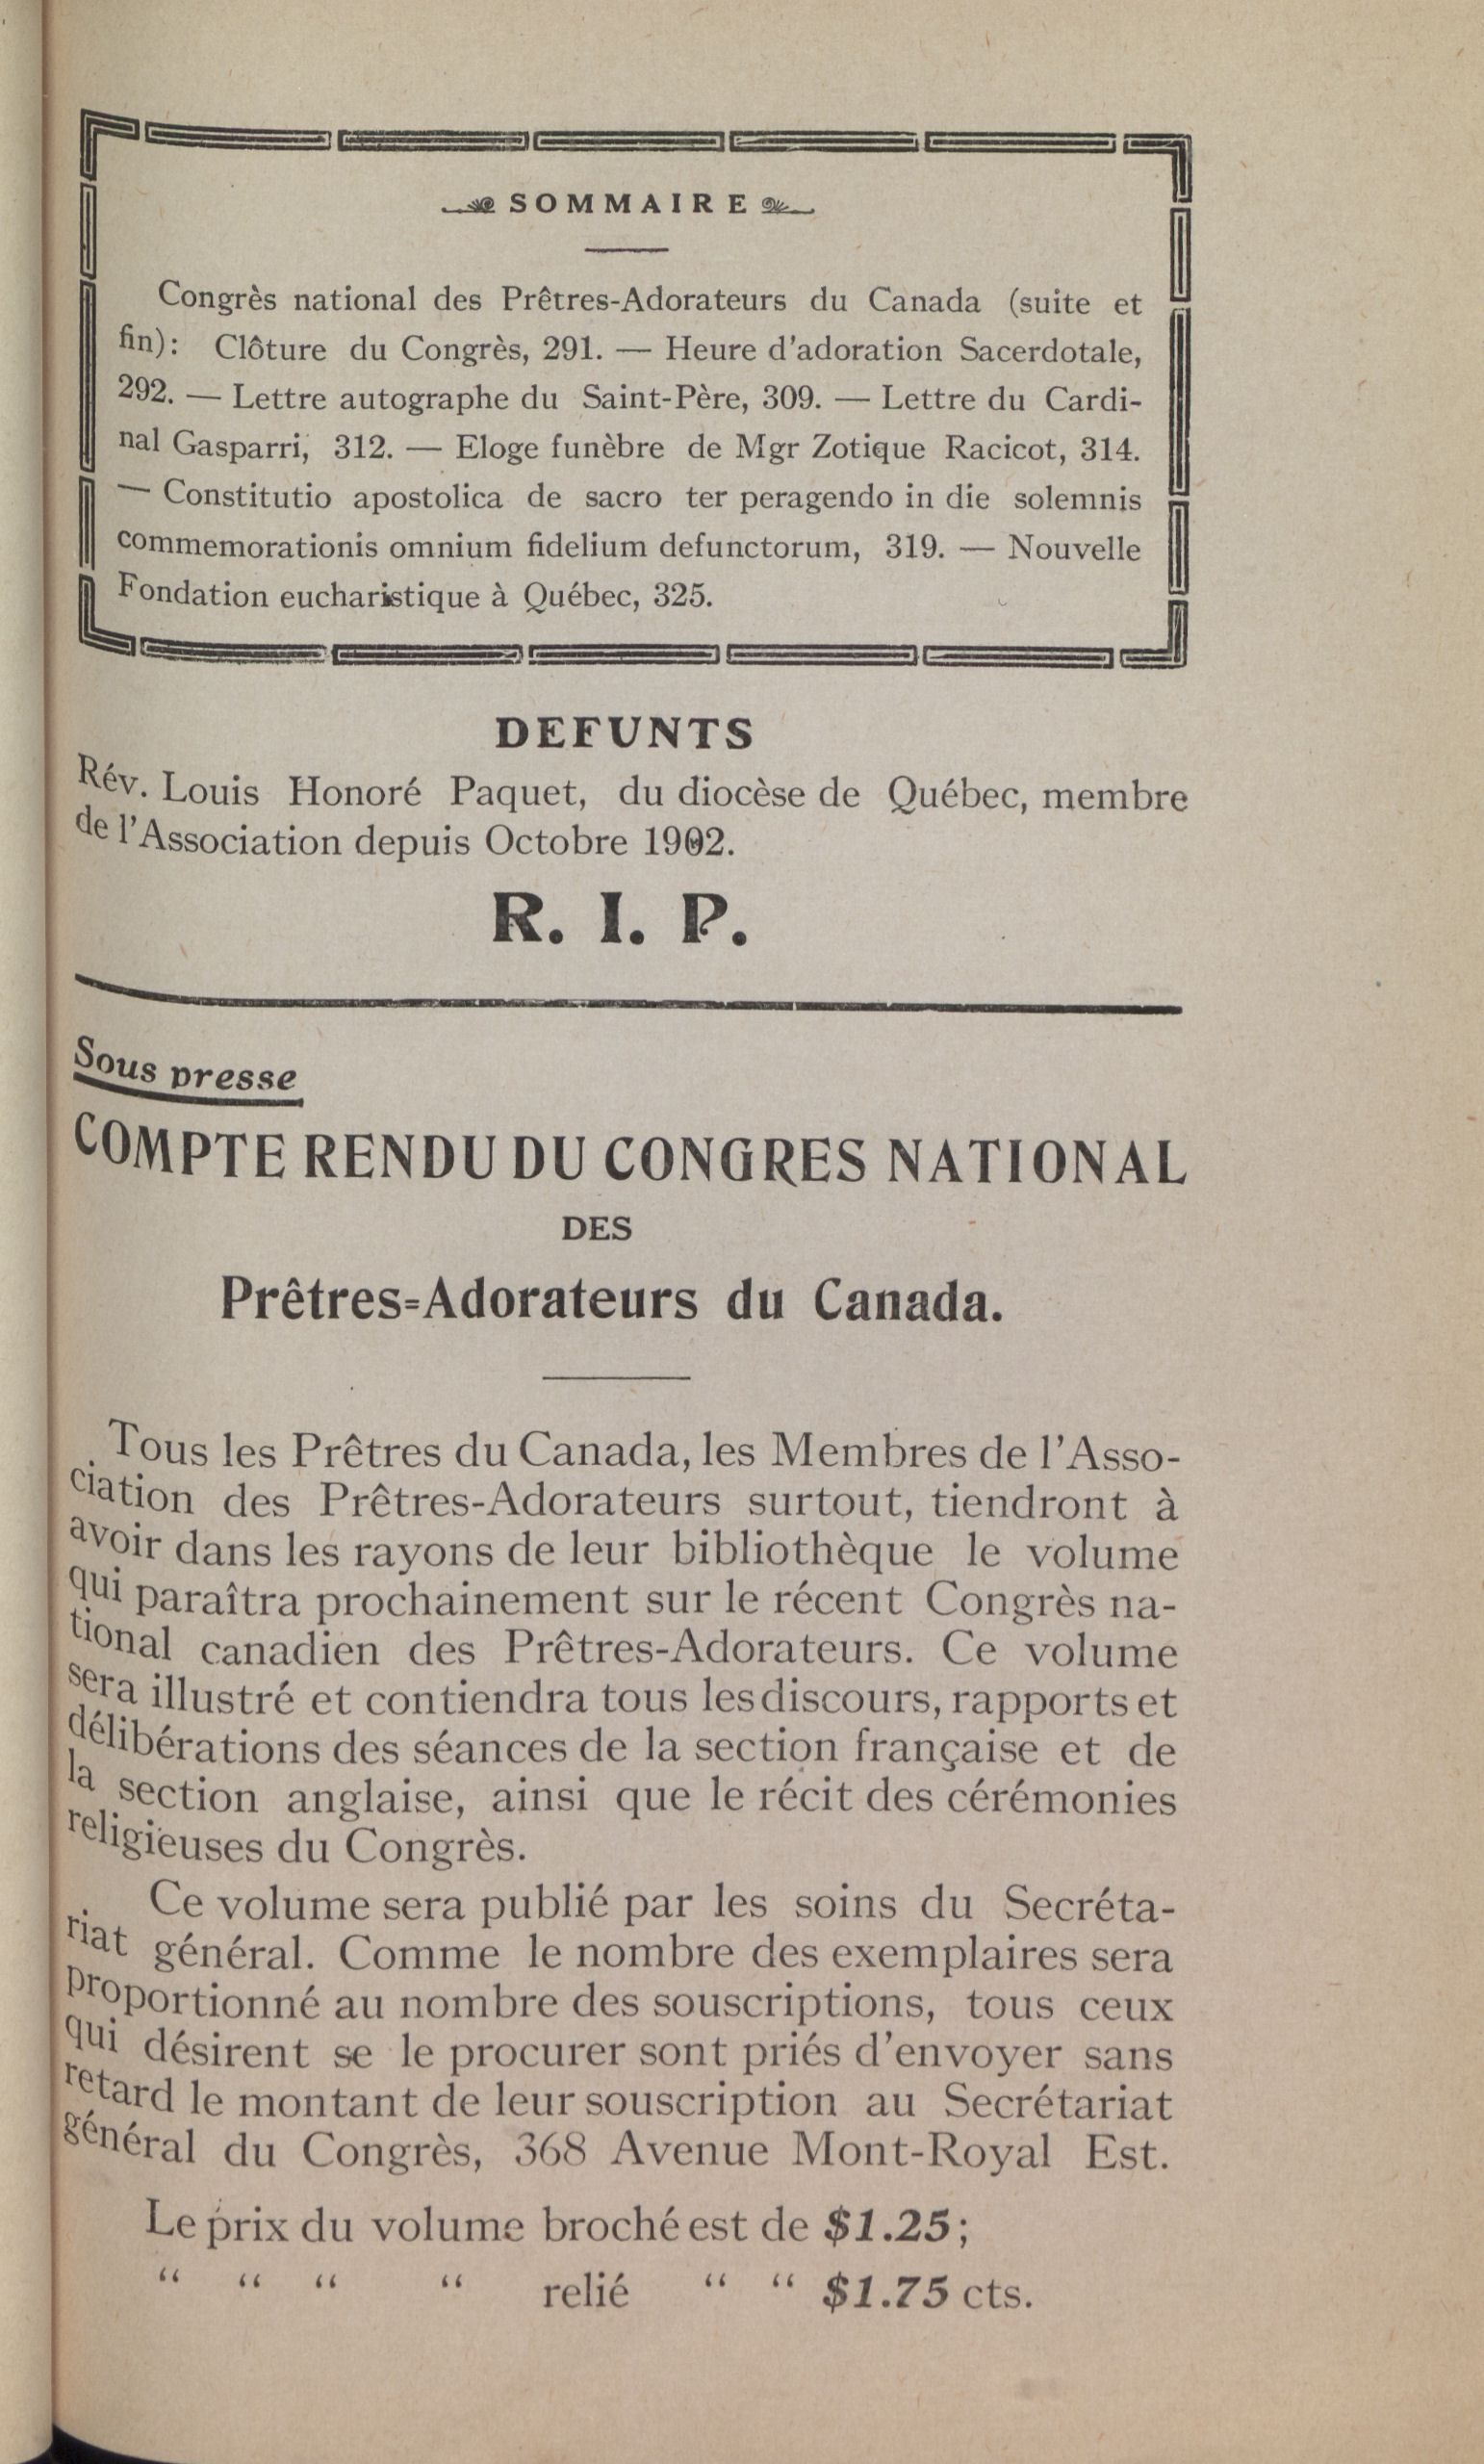 SOMMAIRE
Congrès national des Prêtres-Adorateurs du Canada (suite et
fin): Clôture du Congrès, 291. — Heure d'adoration Sacerdotale,
292. — Lettre autographe du Saint-Père, 309. — Lettre du Cardi-
nal Gasparri, 312. — Eloge funèbre de Mgr Zotique Racicot, 314.
— Constitutio apostolica de sacro ter peragendo in die solemnis
commemorationis omnium fidelium defunctorum, 319. — Nouvelle
Fondation eucharistique à Québec, 325.
DEFUNTS
Rév. Louis Honoré Paquet, du diocèse de Québec, membre
de l'Association depuis Octobre 1902.
R. I. P.
Sous presse
COMPTE RENDU DU CONGRES NATIONAL
DES
Prêtres-Adorateurs du Canada.
Tous les Prêtres du Canada, les Membres de l'Asso-
ciation des Prêtres-Adorateurs surtout, tiendront à
avoir dans les rayons de leur bibliothèque le volume
qui paraîtra prochainement sur le récent Congrès na-
tional canadien des Prêtres-Adorateurs. Ce volume
sera illustré et contiendra tous les discours, rapports et
délibérations des séances de la section française et de
la section anglaise, ainsi que le récit des cérémonies
religieuses du Congrès.
Ce volume sera publié par les soins du Secréta-
riat général. Comme le nombre des exemplaires sera
proportionné au nombre des souscriptions, tous ceux
qui désirent se le procurer sont priés d'envoyer sans
retard le montant de leur souscription au Secrétariat
général du Congrès, 368 Avenue Mont-Royal Est.
Le prix du volume broché est de $1.25;
" " " " relié " " $1.75 cts.